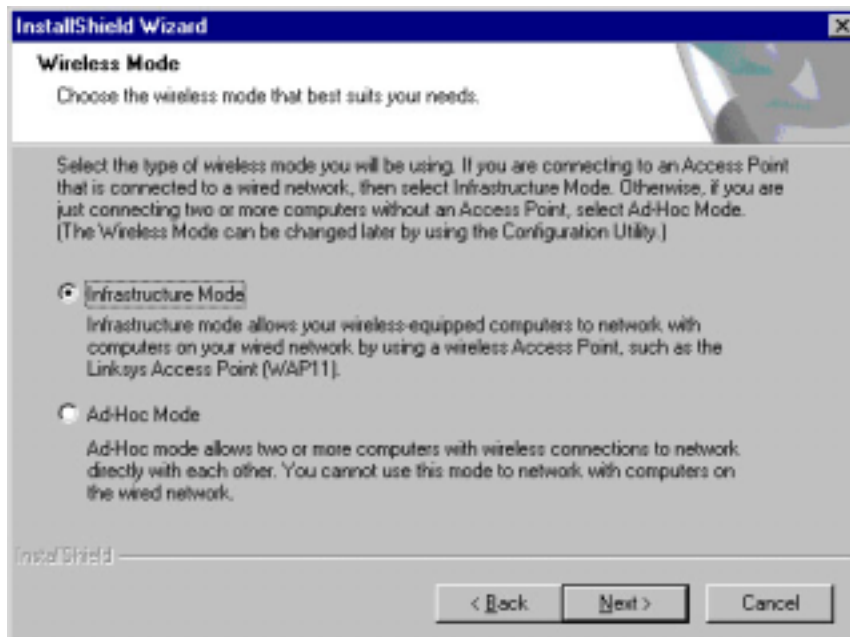 InstallShield Wizard
Wireless Mode
Choose the wireless mode that best suits your needs.
Select the type of wireless mode you will be using. If you are connecting to an Access Point
that is connected to a wired network, then select Infrastructure Mode. Otherwise, if you are
just connecting two or more computers without an Access Point, select Ad-Hoc Mode.
(The Wireless Mode can be changed later by using the Configuration Utility.)
Infrastructure Mode
Infrastructure mode allows your wireless-equipped computers to network with
computers on your wired network by using a wireless Access Point, such as the
Linksys Access Point (WAP11).
Ad-Hoc Mode
Ad-Hoc mode allows two or more computers with wireless connections to network
directly with each other. You cannot use this mode to network with computers on
the wired network.
InstallShield
< Back
Next >
Cancel